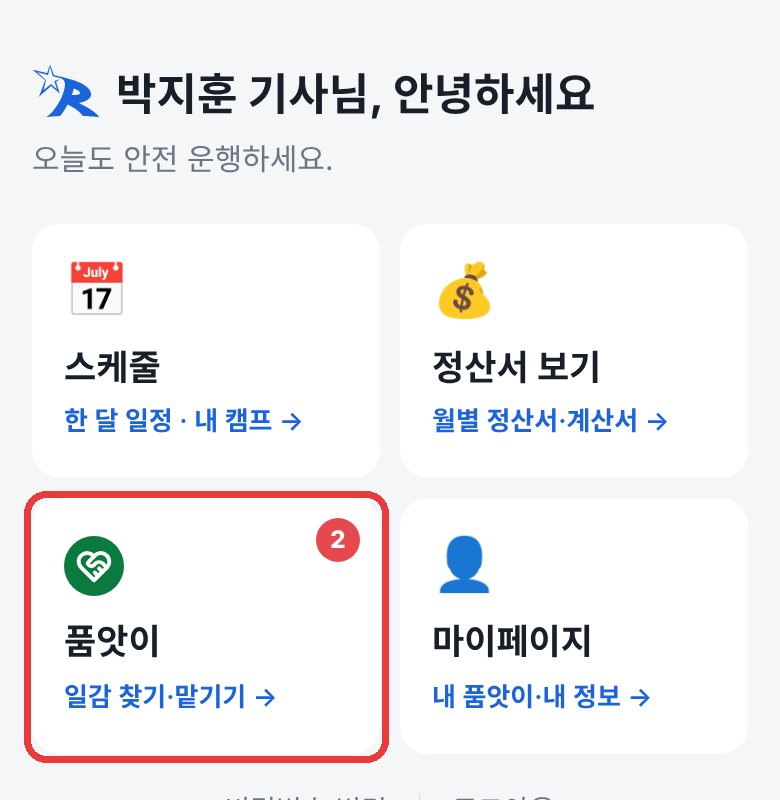 박지훈 기사님, 안녕하세요
오늘도 안전 운행하세요.
July
17
스케줄
한 달 일정 · 내 캠프 →
정산서 보기
월별 정산서·계산서 →
2
품앗이
일감 찾기·맡기기 →
마이페이지
내 품앗이·내 정보 →